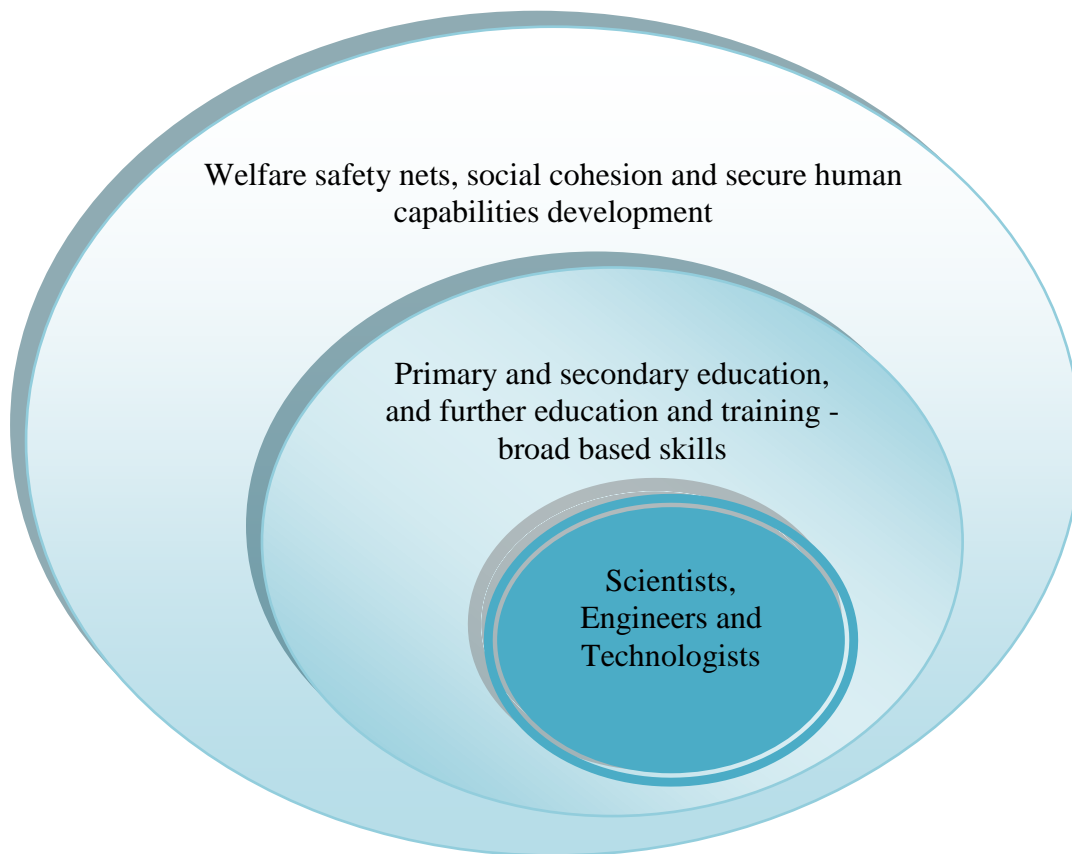 Welfare safety nets, social cohesion and secure human
capabilities development
Primary and secondary education,
and further education and training -
broad based skills
Scientists,
Engineers and
Technologists